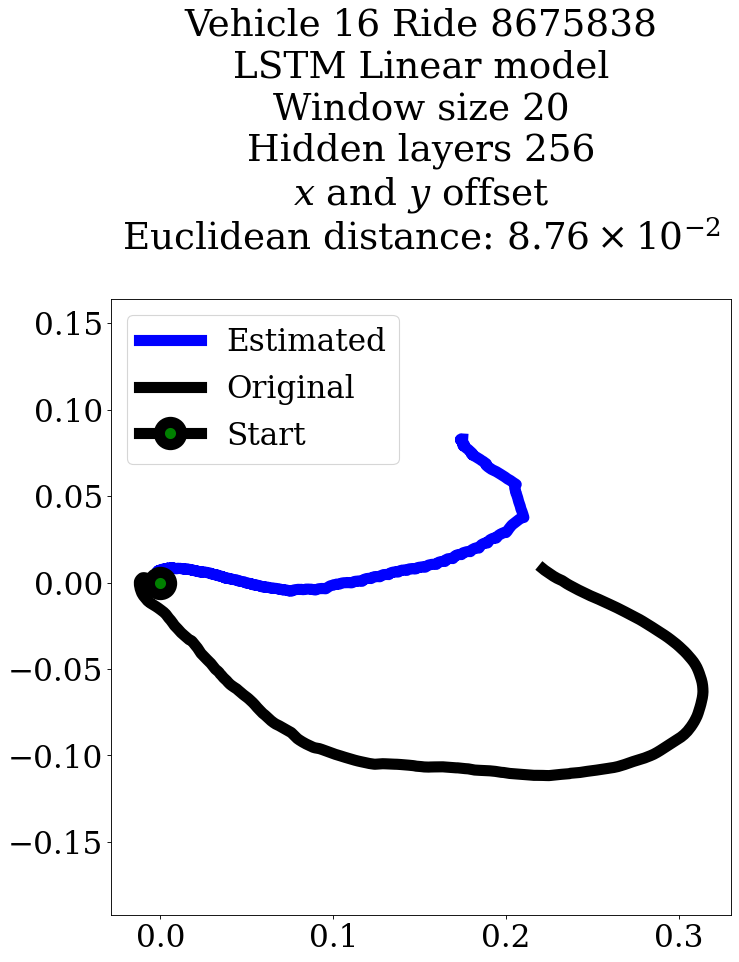 Vehicle 16 Ride 8675838
LSTM Linear model
Window size 20
Hidden layers 256
x and y offset
Euclidean distance: 8.76 × 10⁻²
Estimated
Original
Start
0.15
0.10
0.05
0.00
−0.05
−0.10
−0.15
0.0 0.1 0.2 0.3